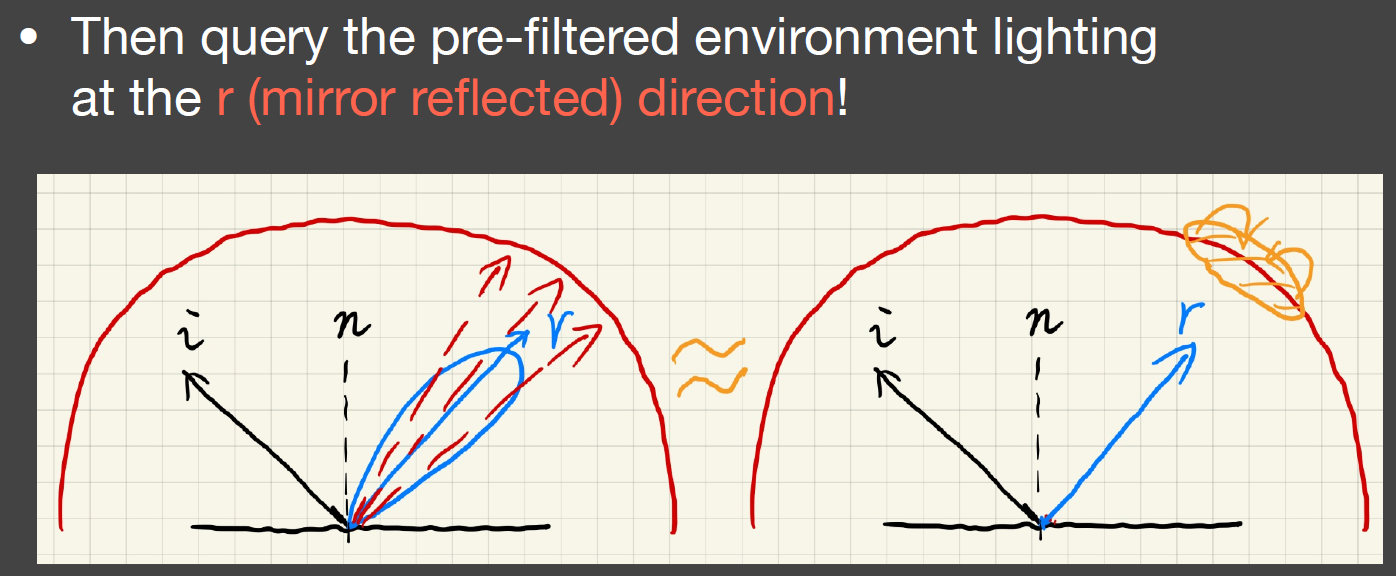 • Then query the pre-filtered environment lighting
at the r (mirror reflected) direction!
i n r ≈ i n r